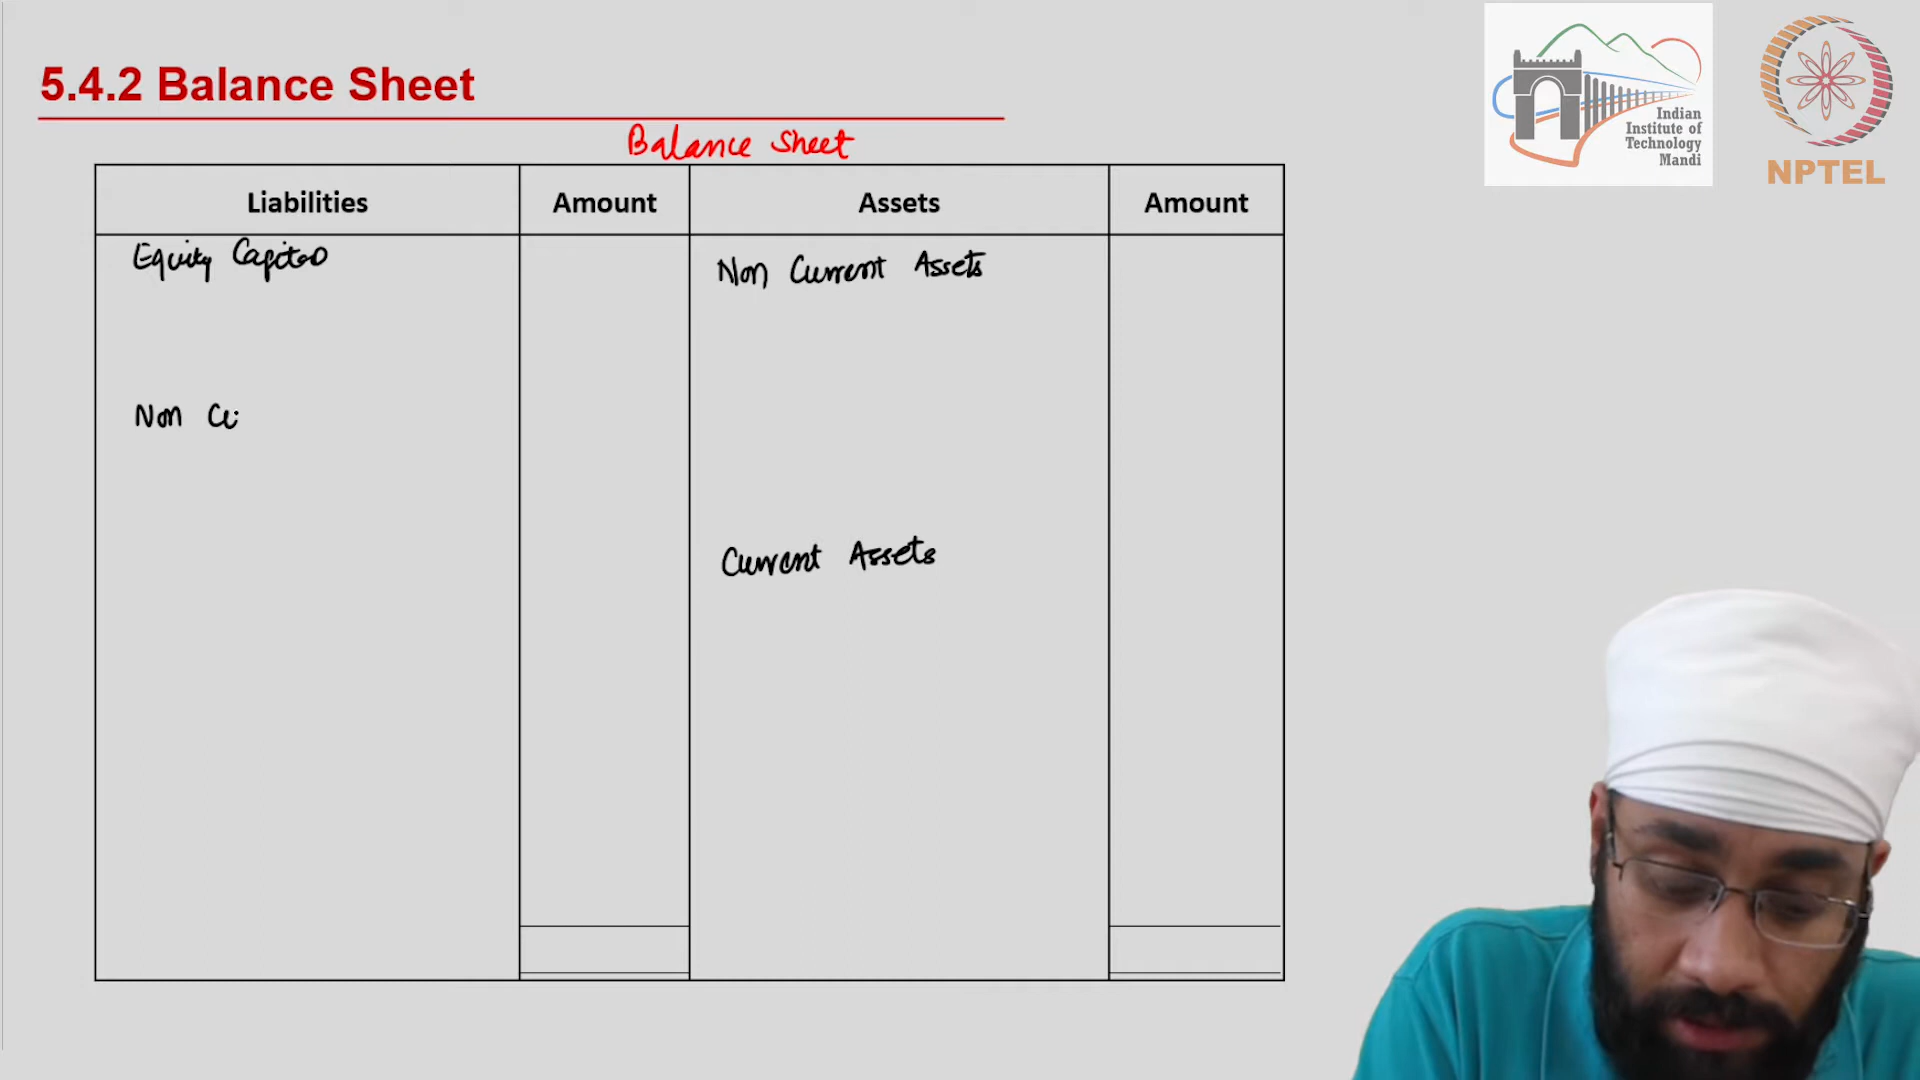 5.4.2 Balance Sheet
Balance Sheet
Liabilities Amount Assets Amount
Equity Capital
Non Current Assets
Non Cu
Current Assets
Indian
Institute of
Technology
Mandi
NPTEL